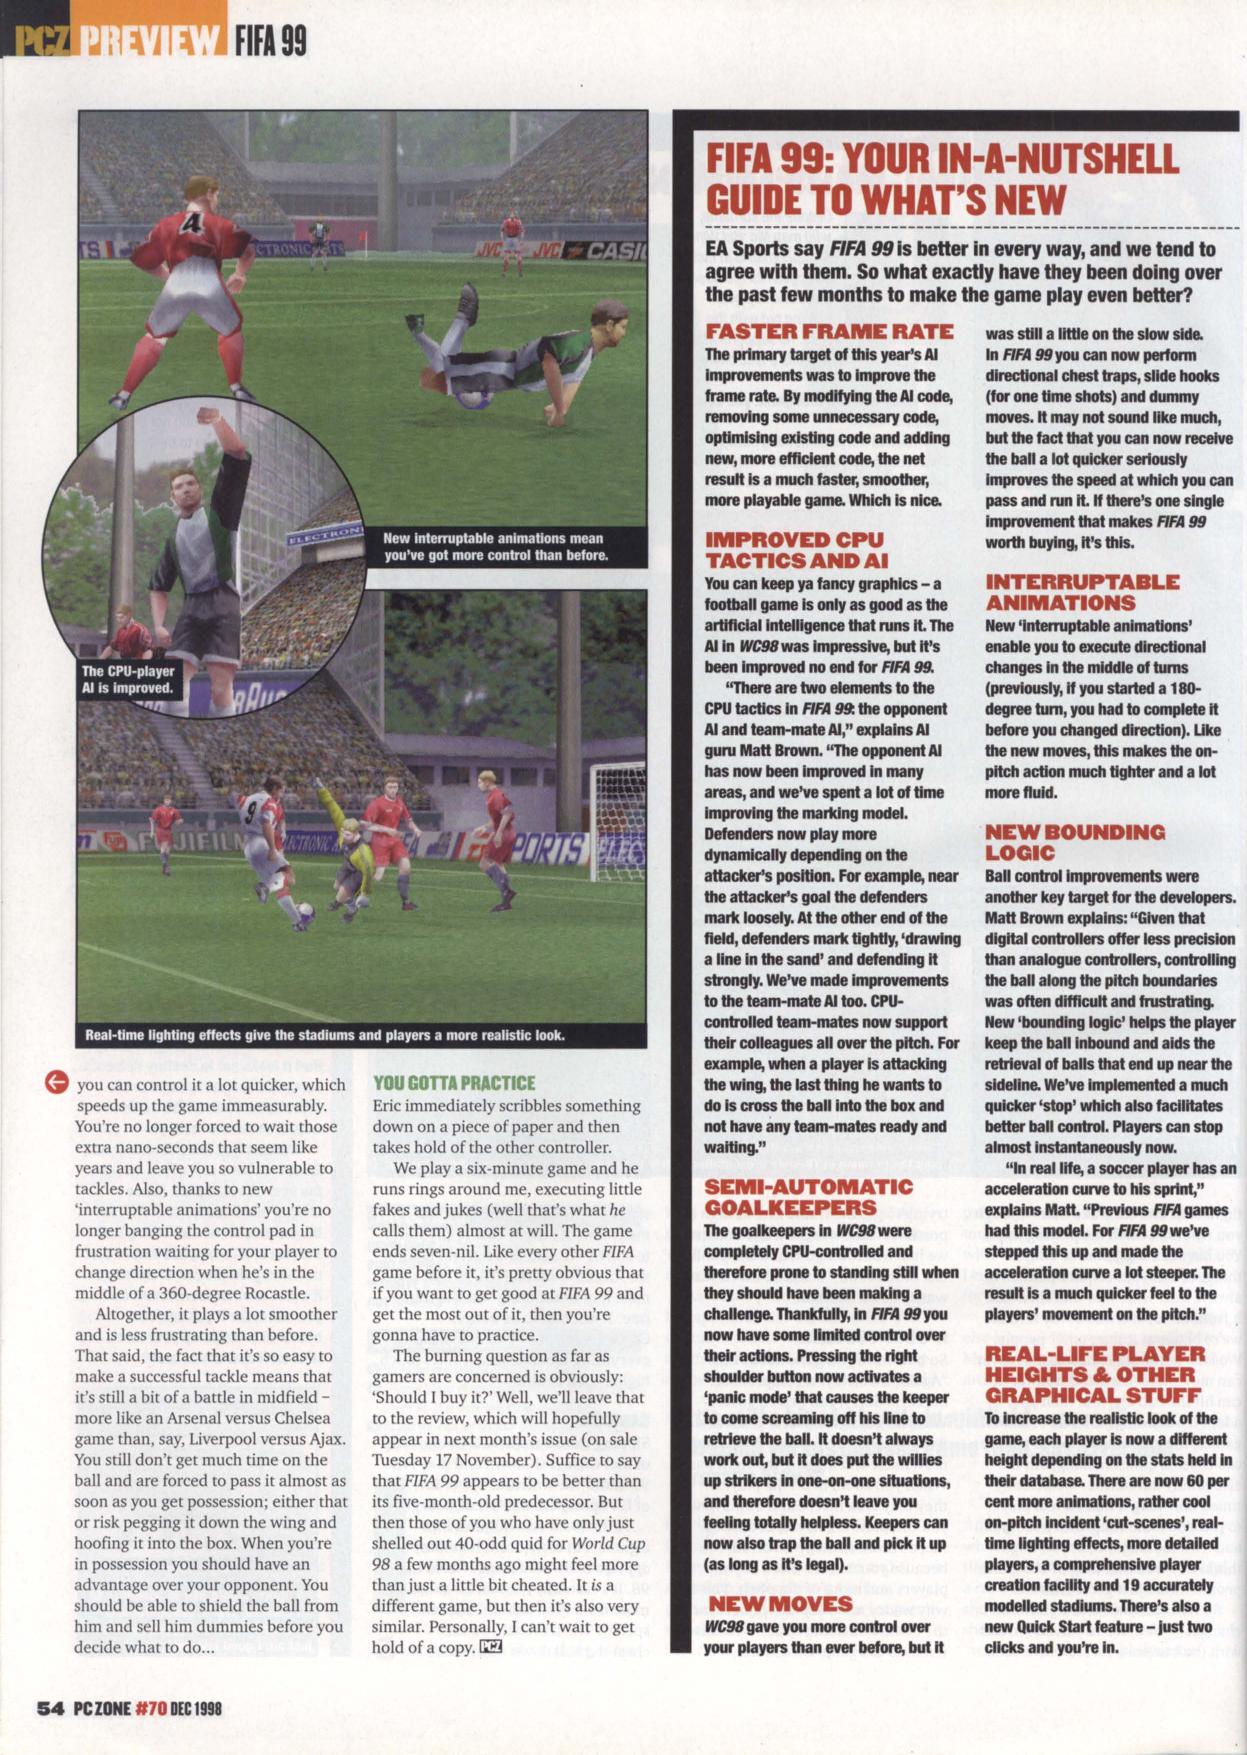 PCZ PREVIEW FIFA 99
4
CTRONIC
TS
JVC
JVC
CASIO
New interruptable animations mean
you've got more control than before.
ELECTRON
The CPU-player
AI is improved.
9
FUJIFILM
PORTS
Real-time lighting effects give the stadiums and players a more realistic look.
you can control it a lot quicker, which
speeds up the game immeasurably.
You're no longer forced to wait those
extra nano-seconds that seem like
years and leave you so vulnerable to
tackles. Also, thanks to new
'interruptable animations' you're no
longer banging the control pad in
frustration waiting for your player to
change direction when he's in the
middle of a 360-degree Rocastle.
Altogether, it plays a lot smoother
and is less frustrating than before.
That said, the fact that it's so easy to
make a successful tackle means that
it's still a bit of a battle in midfield –
more like an Arsenal versus Chelsea
game than, say, Liverpool versus Ajax.
You still don't get much time on the
ball and are forced to pass it almost as
soon as you get possession; either that
or risk pegging it down the wing and
hoofing it into the box. When you're
in possession you should have an
advantage over your opponent. You
should be able to shield the ball from
him and sell him dummies before you
decide what to do...
YOU GOTTA PRACTICE
Eric immediately scribbles something
down on a piece of paper and then
takes hold of the other controller.
We play a six-minute game and he
runs rings around me, executing little
fakes and jukes (well that's what he
calls them) almost at will. The game
ends seven-nil. Like every other FIFA
game before it, it's pretty obvious that
if you want to get good at FIFA 99 and
get the most out of it, then you're
gonna have to practice.
The burning question as far as
gamers are concerned is obviously:
'Should I buy it?' Well, we'll leave that
to the review, which will hopefully
appear in next month's issue (on sale
Tuesday 17 November). Suffice to say
that FIFA 99 appears to be better than
its five-month-old predecessor. But
then those of you who have only just
shelled out 40-odd quid for World Cup
98 a few months ago might feel more
than just a little bit cheated. It is a
different game, but then it's also very
similar. Personally, I can't wait to get
hold of a copy. PCZ
FIFA 99: YOUR IN-A-NUTSHELL
GUIDE TO WHAT'S NEW
EA Sports say FIFA 99 is better in every way, and we tend to
agree with them. So what exactly have they been doing over
the past few months to make the game play even better?
FASTER FRAME RATE
The primary target of this year's AI
improvements was to improve the
frame rate. By modifying the AI code,
removing some unnecessary code,
optimising existing code and adding
new, more efficient code, the net
result is a much faster, smoother,
more playable game. Which is nice.
IMPROVED CPU
TACTICS AND AI
You can keep ya fancy graphics – a
football game is only as good as the
artificial intelligence that runs it. The
AI in WC98 was impressive, but it's
been improved no end for FIFA 99.
"There are two elements to the
CPU tactics in FIFA 99: the opponent
AI and team-mate AI," explains AI
guru Matt Brown. "The opponent AI
has now been improved in many
areas, and we've spent a lot of time
improving the marking model.
Defenders now play more
dynamically depending on the
attacker's position. For example, near
the attacker's goal the defenders
mark loosely. At the other end of the
field, defenders mark tightly, 'drawing
a line in the sand' and defending it
strongly. We've made improvements
to the team-mate AI too. CPU-
controlled team-mates now support
their colleagues all over the pitch. For
example, when a player is attacking
the wing, the last thing he wants to
do is cross the ball into the box and
not have any team-mates ready and
waiting."
SEMI-AUTOMATIC
GOALKEEPERS
The goalkeepers in WC98 were
completely CPU-controlled and
therefore prone to standing still when
they should have been making a
challenge. Thankfully, in FIFA 99 you
now have some limited control over
their actions. Pressing the right
shoulder button now activates a
'panic mode' that causes the keeper
to come screaming off his line to
retrieve the ball. It doesn't always
work out, but it does put the willies
up strikers in one-on-one situations,
and therefore doesn't leave you
feeling totally helpless. Keepers can
now also trap the ball and pick it up
(as long as it's legal).
NEW MOVES
WC98 gave you more control over
your players than ever before, but it
was still a little on the slow side.
In FIFA 99 you can now perform
directional chest traps, slide hooks
(for one time shots) and dummy
moves. It may not sound like much,
but the fact that you can now receive
the ball a lot quicker seriously
improves the speed at which you can
pass and run it. If there's one single
improvement that makes FIFA 99
worth buying, it's this.
INTERRUPTABLE
ANIMATIONS
New 'interruptable animations'
enable you to execute directional
changes in the middle of turns
(previously, if you started a 180-
degree turn, you had to complete it
before you changed direction). Like
the new moves, this makes the on-
pitch action much tighter and a lot
more fluid.
NEW BOUNDING
LOGIC
Ball control improvements were
another key target for the developers.
Matt Brown explains: "Given that
digital controllers offer less precision
than analogue controllers, controlling
the ball along the pitch boundaries
was often difficult and frustrating.
New 'bounding logic' helps the player
keep the ball inbound and aids the
retrieval of balls that end up near the
sideline. We've implemented a much
quicker 'stop' which also facilitates
better ball control. Players can stop
almost instantaneously now.
"In real life, a soccer player has an
acceleration curve to his sprint,"
explains Matt. "Previous FIFA games
had this model. For FIFA 99 we've
stepped this up and made the
acceleration curve a lot steeper. The
result is a much quicker feel to the
players' movement on the pitch."
REAL-LIFE PLAYER
HEIGHTS & OTHER
GRAPHICAL STUFF
To increase the realistic look of the
game, each player is now a different
height depending on the stats held in
their database. There are now 60 per
cent more animations, rather cool
on-pitch incident 'cut-scenes', real-
time lighting effects, more detailed
players, a comprehensive player
creation facility and 19 accurately
modelled stadiums. There's also a
new Quick Start feature – just two
clicks and you're in.
54 PC ZONE #70 DEC 1998